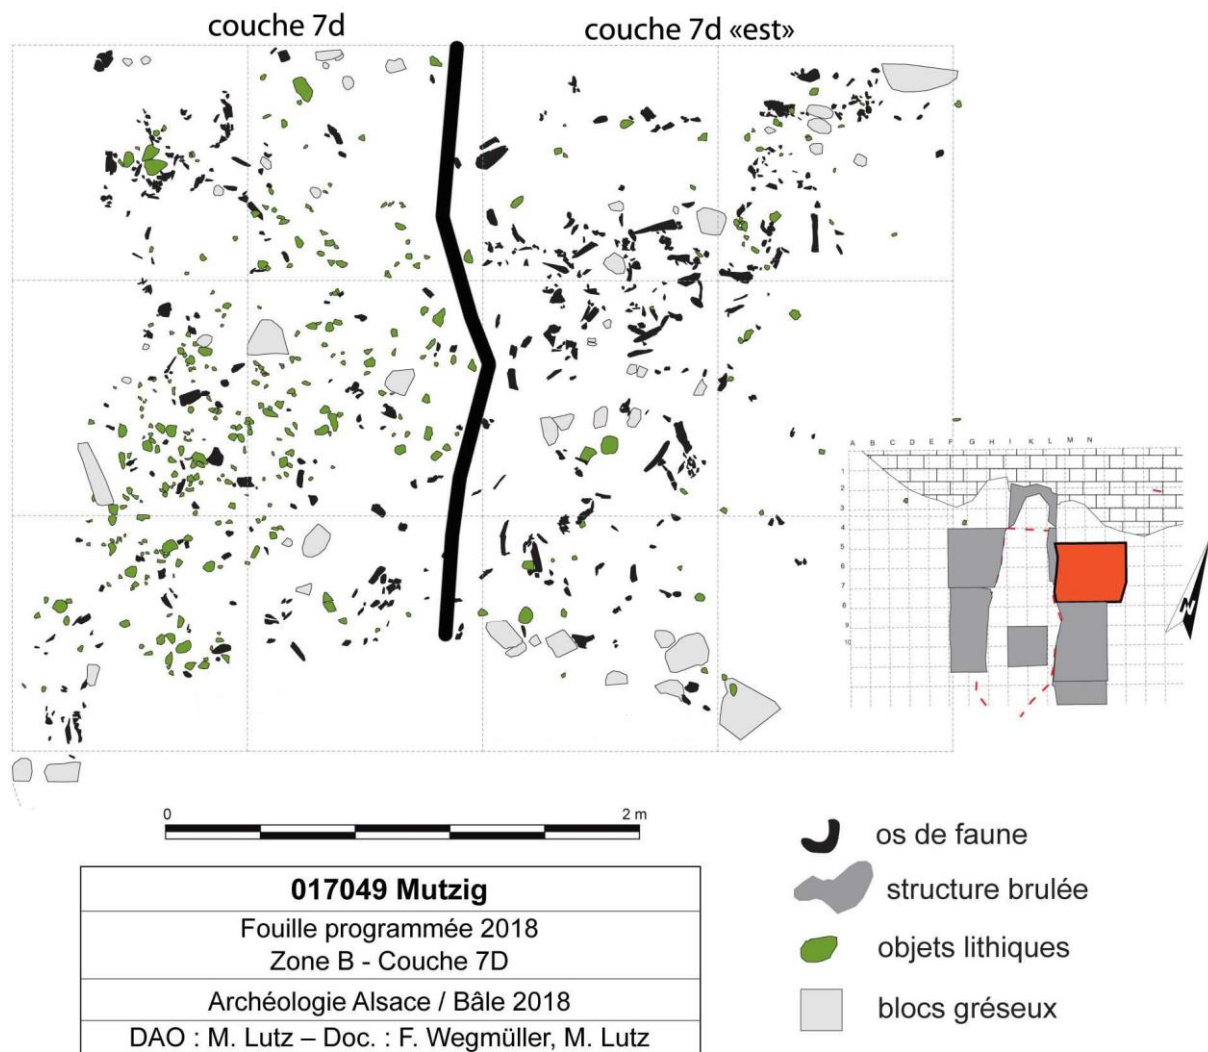 couche 7d
couche 7d «est»
A B C D E F G H I K L M N
1
2
3
4
5
6
7
8
9
10
N
0 2 m
017049 Mutzig
Fouille programmée 2018
Zone B - Couche 7D
Archéologie Alsace / Bâle 2018
DAO : M. Lutz – Doc. : F. Wegmüller, M. Lutz
os de faune
structure brulée
objets lithiques
blocs gréseux